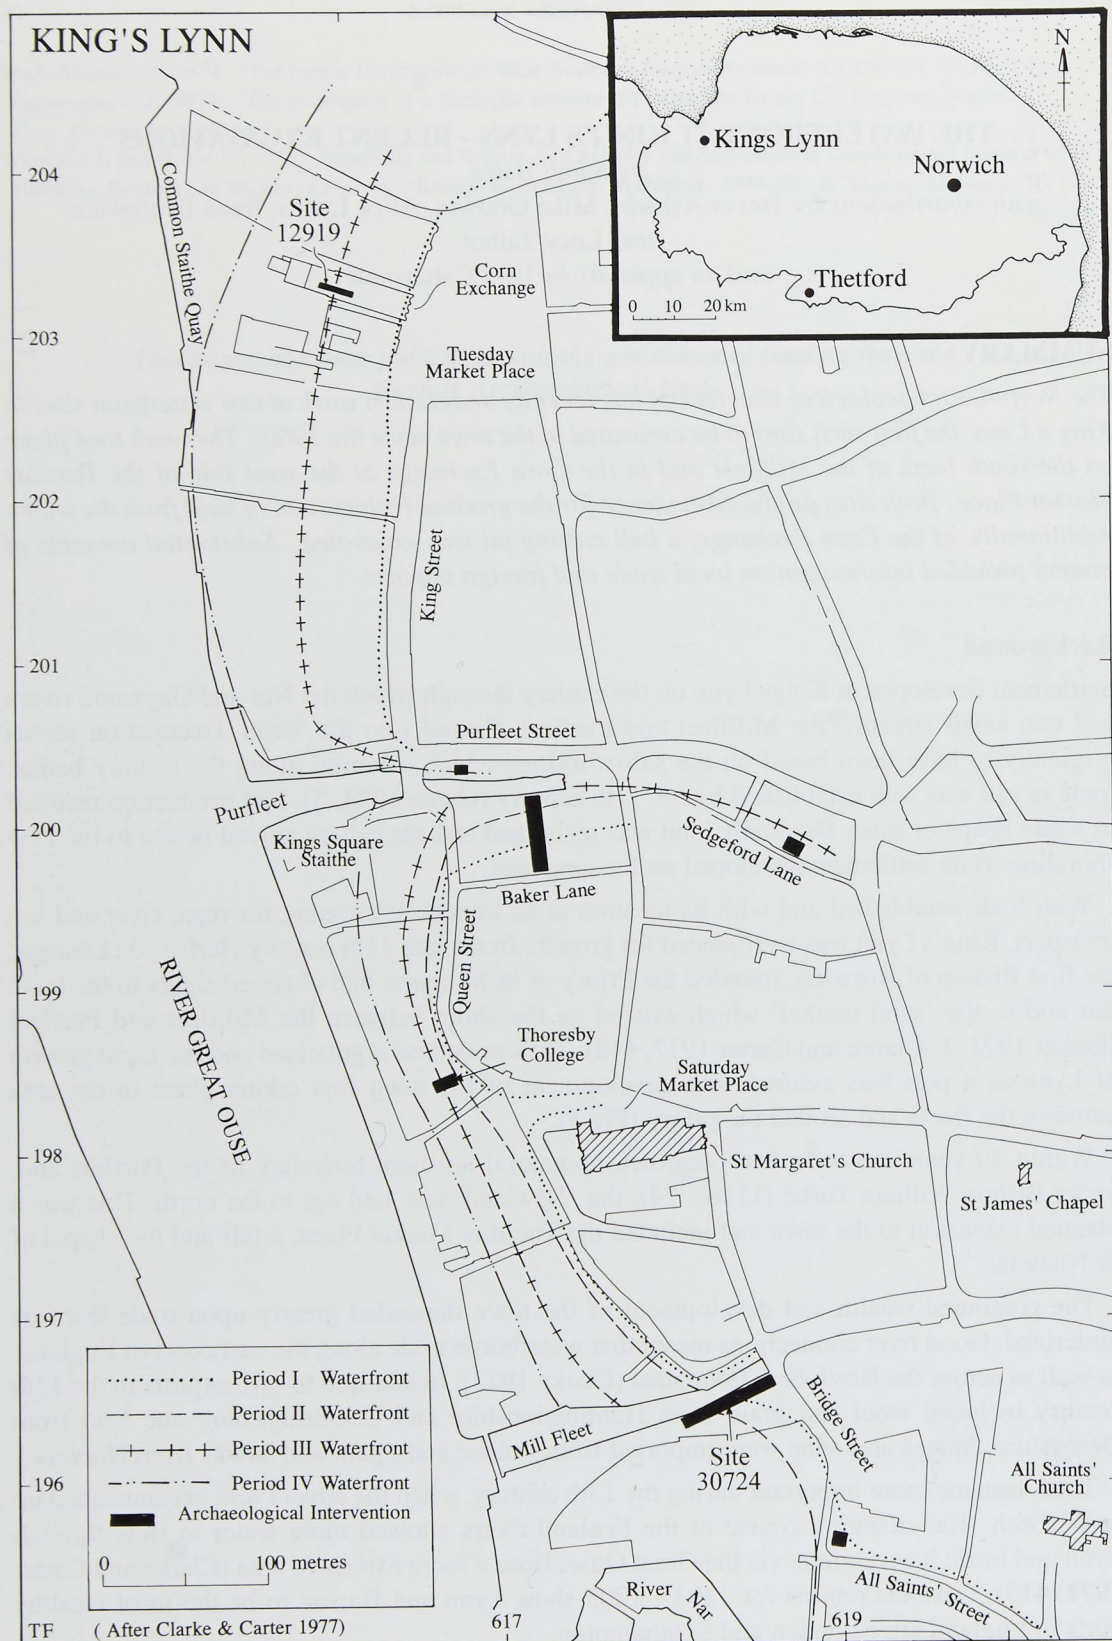 KING'S LYNN
N
Kings Lynn
Norwich
Thetford
0 10 20 km
204
203
202
201
200
199
198
197
196
Common Staithe Quay
Site
12919
Corn
Exchange
Tuesday
Market Place
King Street
Purfleet Street
Purfleet
Kings Square
Staithe
Sedgeford Lane
Baker Lane
Queen Street
RIVER GREAT OUSE
Thoresby
College
Saturday
Market Place
St Margaret's Church
St James' Chapel
Mill Fleet
Site
30724
Bridge Street
All Saints'
Church
All Saints' Street
River
Nar
Period I Waterfront
Period II Waterfront
Period III Waterfront
Period IV Waterfront
Archaeological Intervention
0 100 metres
TF
( After Clarke & Carter 1977)
617
619